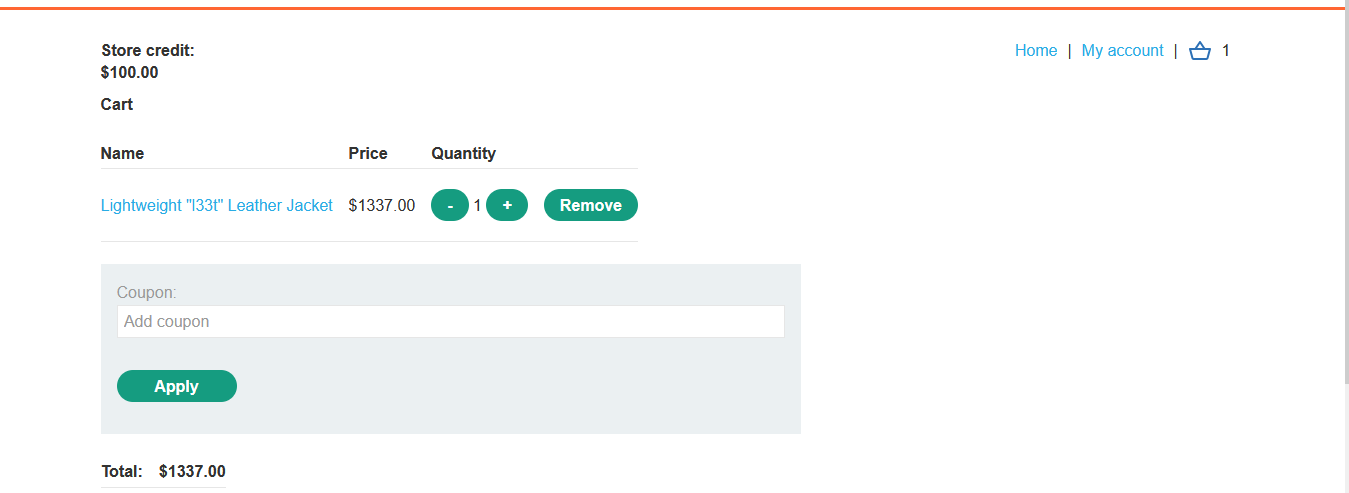 Store credit:
$100.00
Home | My account | 1
Cart
Name Price Quantity
Lightweight "l33t" Leather Jacket $1337.00 - 1 + Remove
Coupon:
Add coupon
Apply
Total: $1337.00